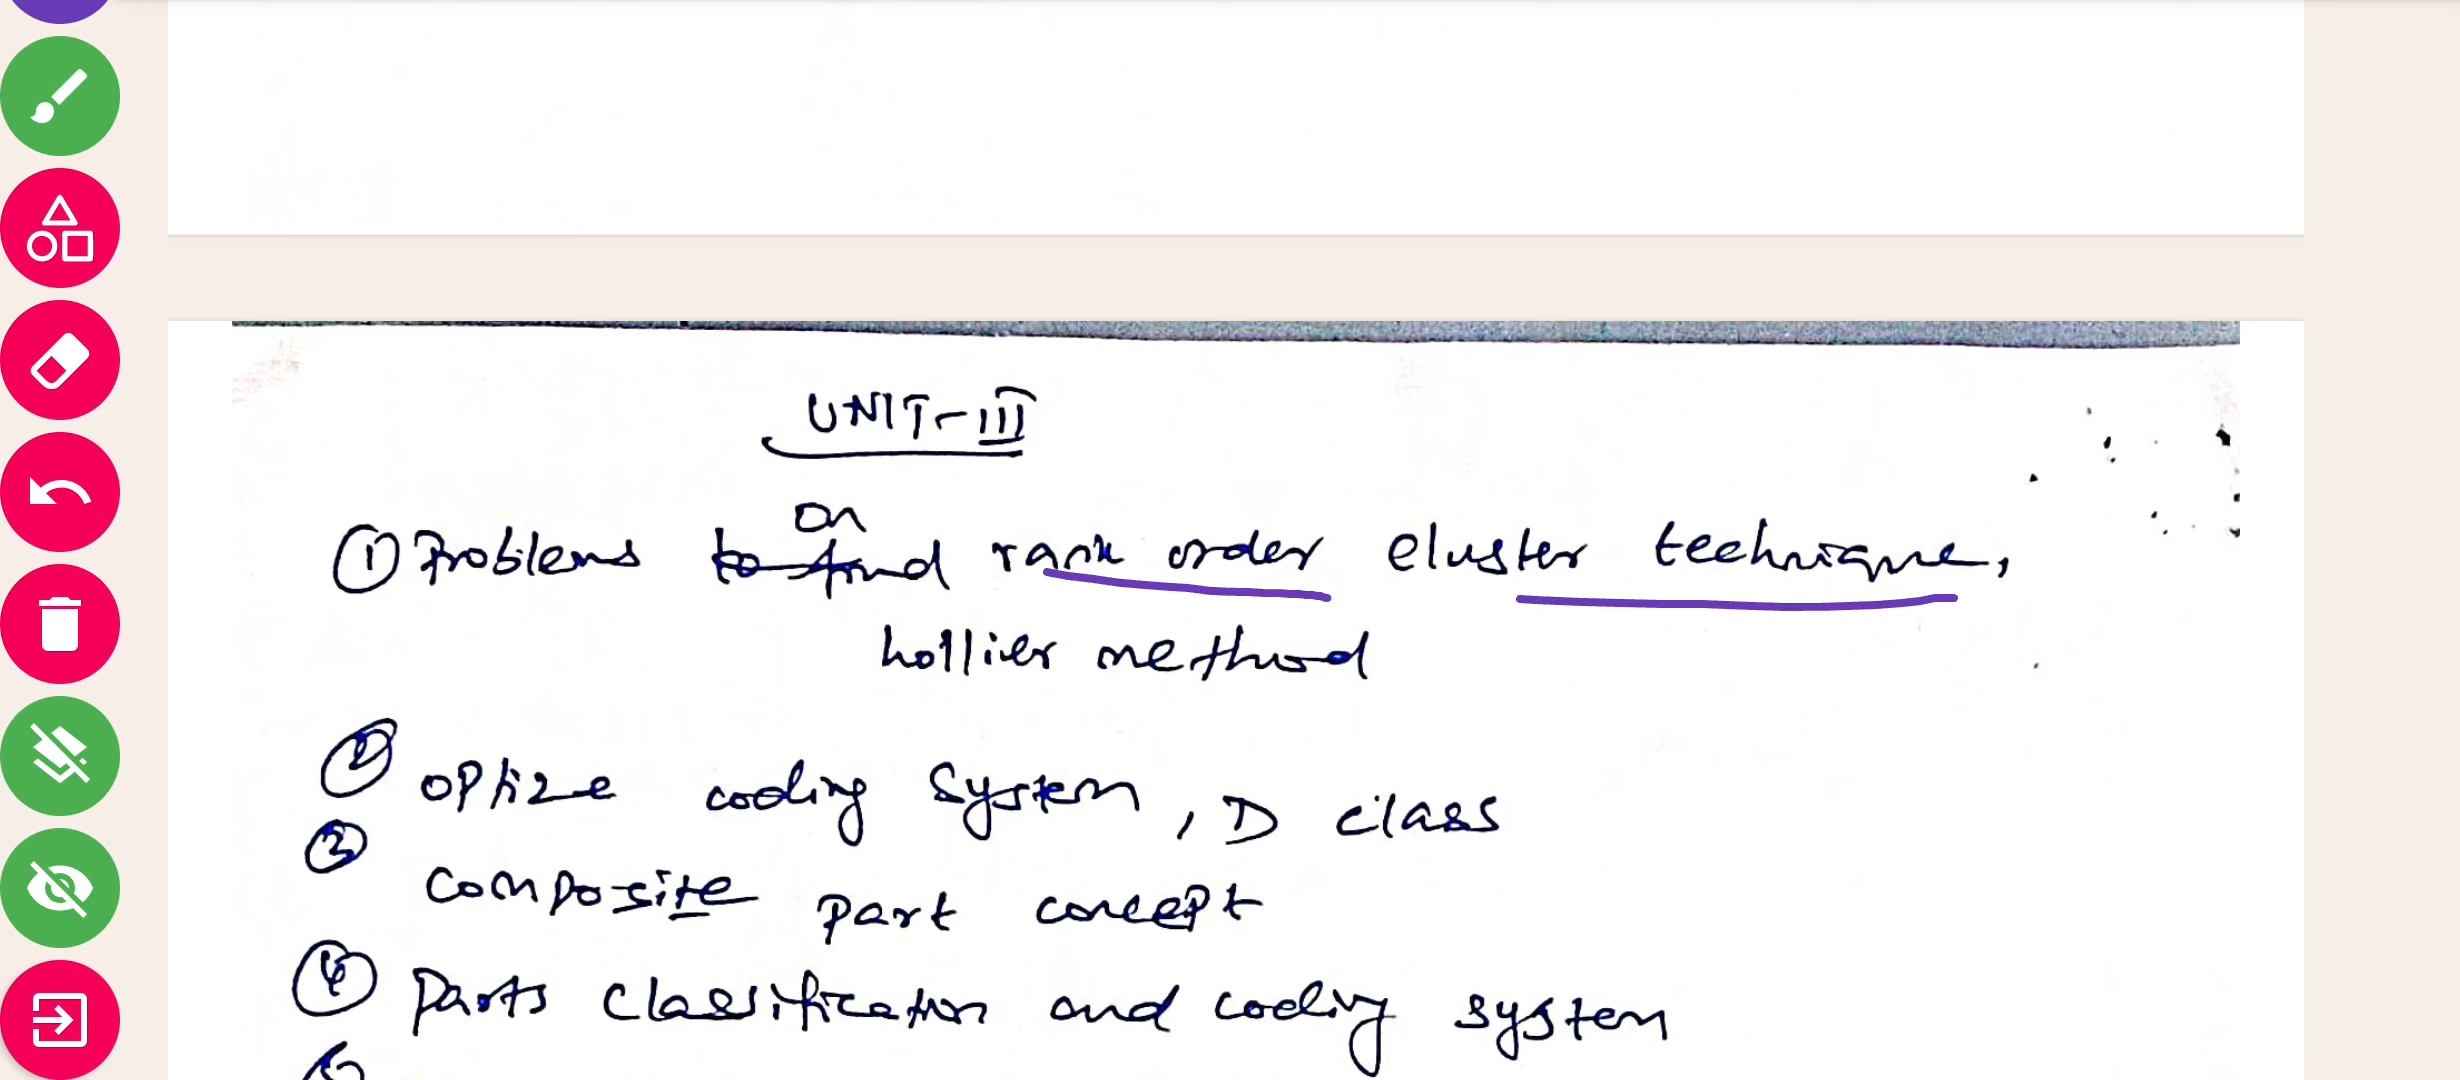 UNIT-III
① Problems to find on rank order cluster technique,
hollier method
② optize coding system, D class
③ composite part concept
④ Parts classification and coding system